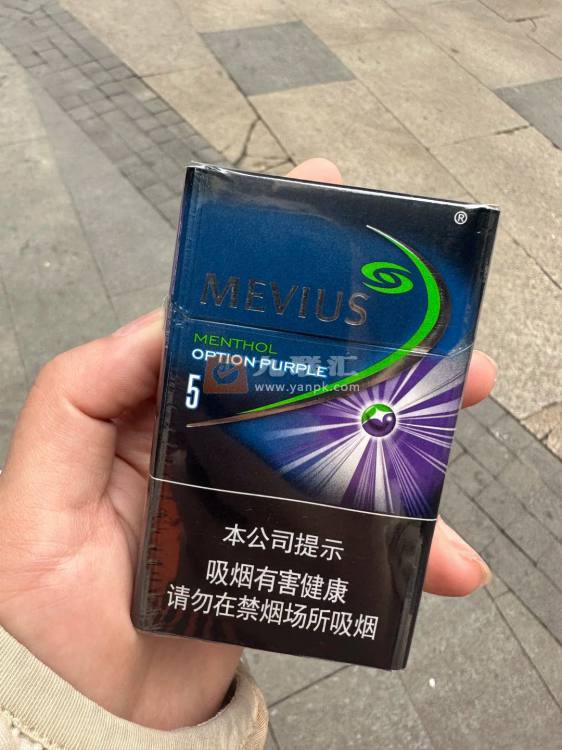 ®
MEVIUS
MENTHOL
OPTION PURPLE
5
www.yanpk.com
本公司提示
吸烟有害健康
请勿在禁烟场所吸烟